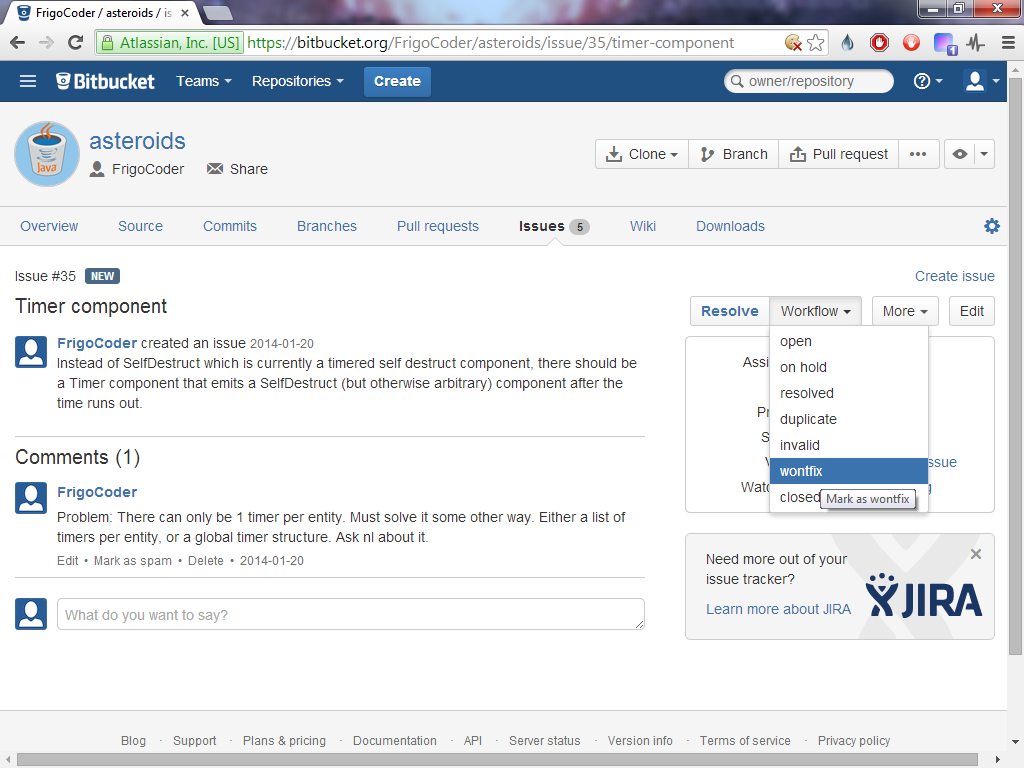 FrigoCoder / asteroids / is
Atlassian, Inc. [US] https://bitbucket.org/FrigoCoder/asteroids/issue/35/timer-component
1
Bitbucket Teams Repositories Create owner/repository
Java
asteroids
FrigoCoder Share
Clone Branch Pull request
Overview Source Commits Branches Pull requests Issues 5 Wiki Downloads
Issue #35 NEW
Create issue
Timer component
Resolve Workflow More Edit
FrigoCoder created an issue 2014-01-20
Instead of SelfDestruct which is currently a timered self destruct component, there should be
a Timer component that emits a SelfDestruct (but otherwise arbitrary) component after the
time runs out.
open
on hold
resolved
duplicate
invalid
wontfix
closed
Mark as wontfix
Comments (1)
FrigoCoder
Problem: There can only be 1 timer per entity. Must solve it some other way. Either a list of
timers per entity, or a global timer structure. Ask nl about it.
Edit • Mark as spam • Delete • 2014-01-20
What do you want to say?
Need more out of your
issue tracker?
Learn more about JIRA
JIRA
Blog · Support · Plans & pricing · Documentation · API · Server status · Version info · Terms of service · Privacy policy